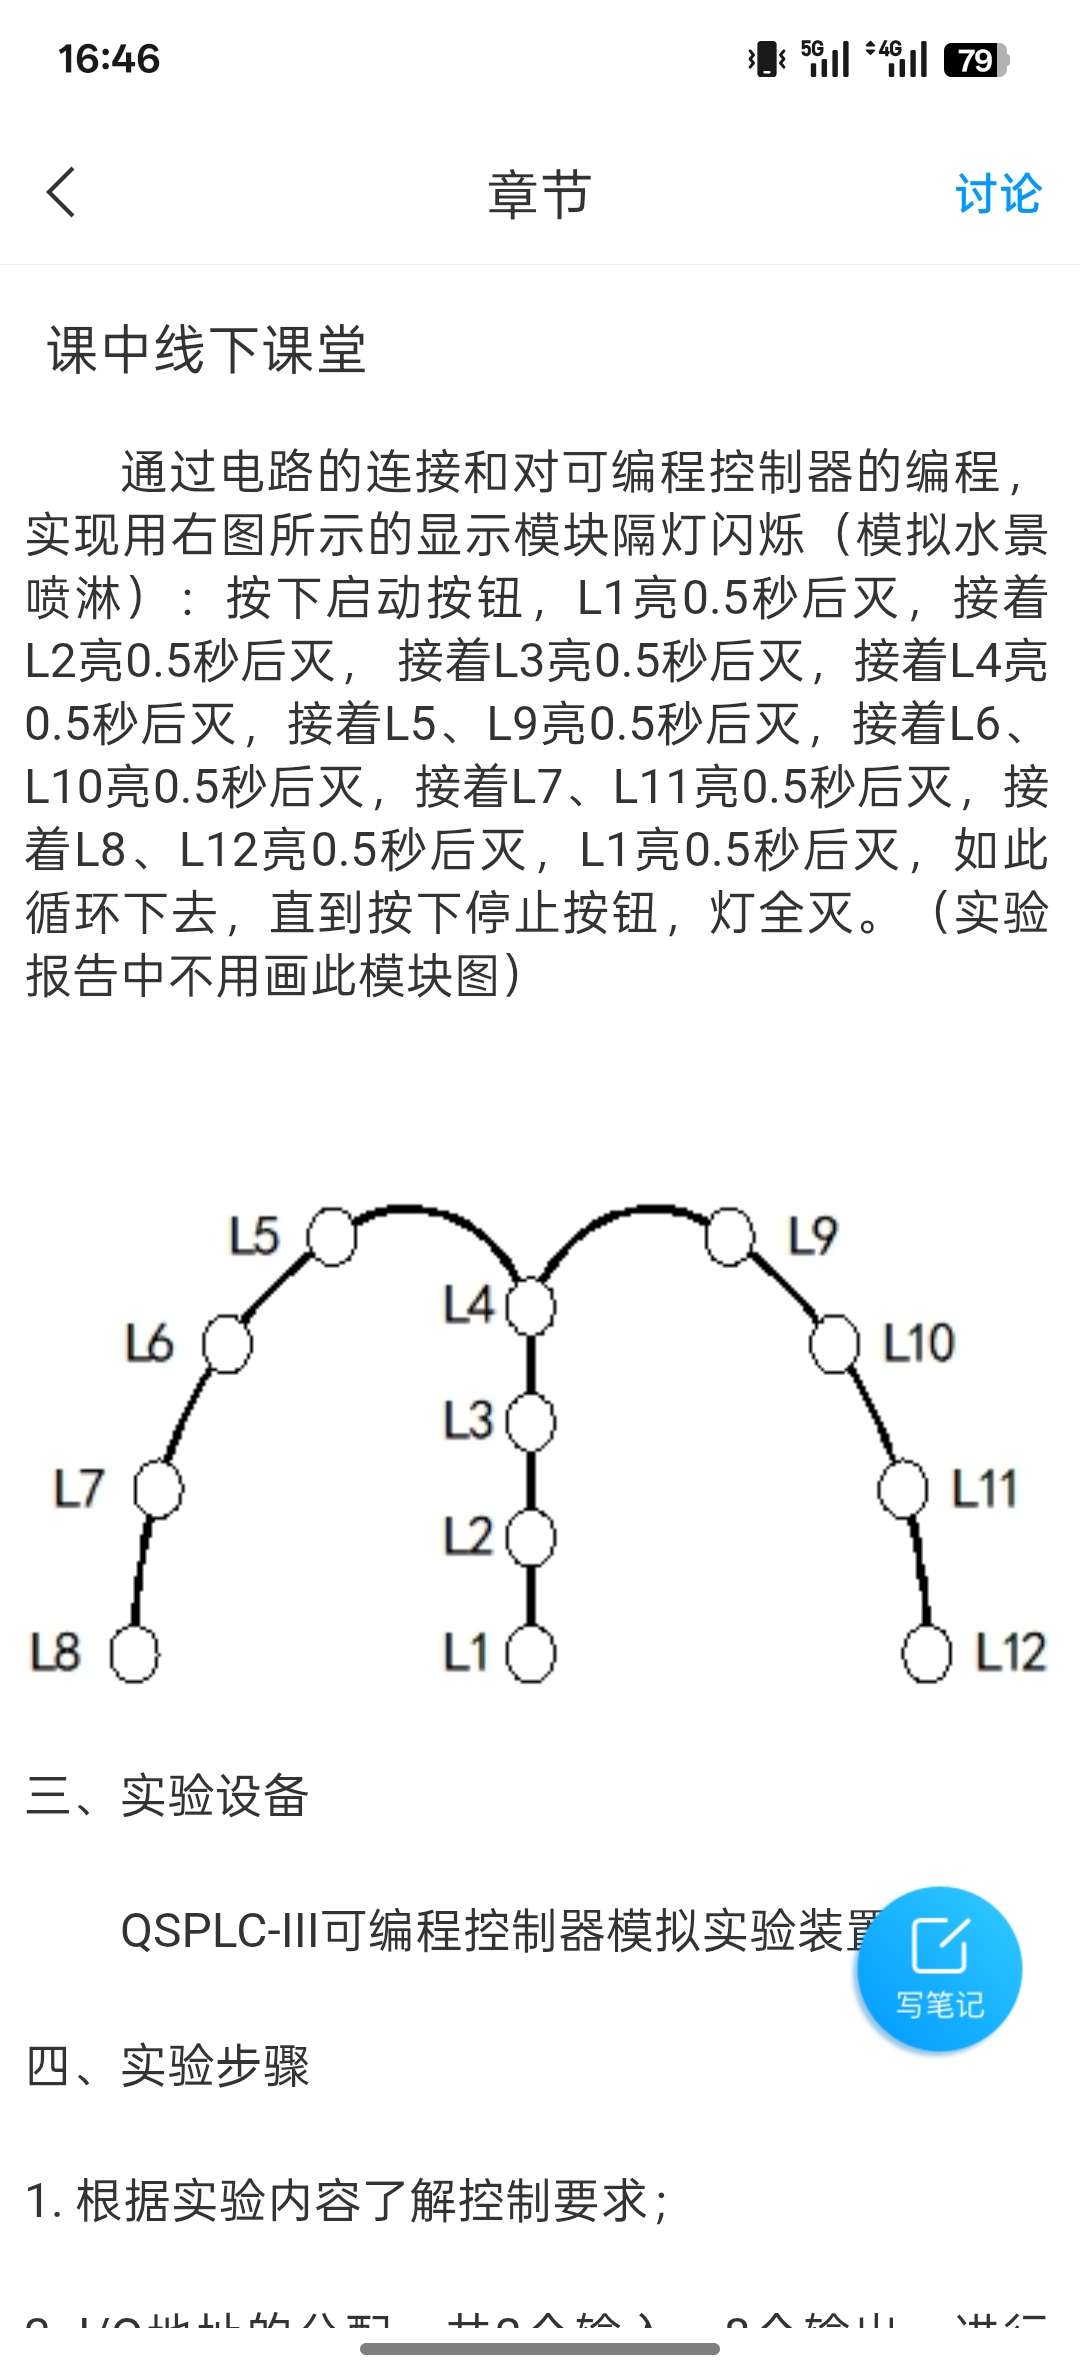 16:46
5G
4G
79
章节
讨论
课中线下课堂
通过电路的连接和对可编程控制器的编程，
实现用右图所示的显示模块隔灯闪烁（模拟水景
喷淋）：按下启动按钮，L1亮0.5秒后灭，接着
L2亮0.5秒后灭， 接着L3亮0.5秒后灭，接着L4亮
0.5秒后灭，接着L5、L9亮0.5秒后灭，接着L6、
L10亮0.5秒后灭，接着L7、L11亮0.5秒后灭，接
着L8、L12亮0.5秒后灭，L1亮0.5秒后灭，如此
循环下去，直到按下停止按钮，灯全灭。（实验
报告中不用画此模块图）
L5
L9
L4
L6
L10
L3
L7
L11
L2
L8
L1
L12
三、实验设备
QSPLC-III可编程控制器模拟实验装置
写笔记
四、实验步骤
1. 根据实验内容了解控制要求；